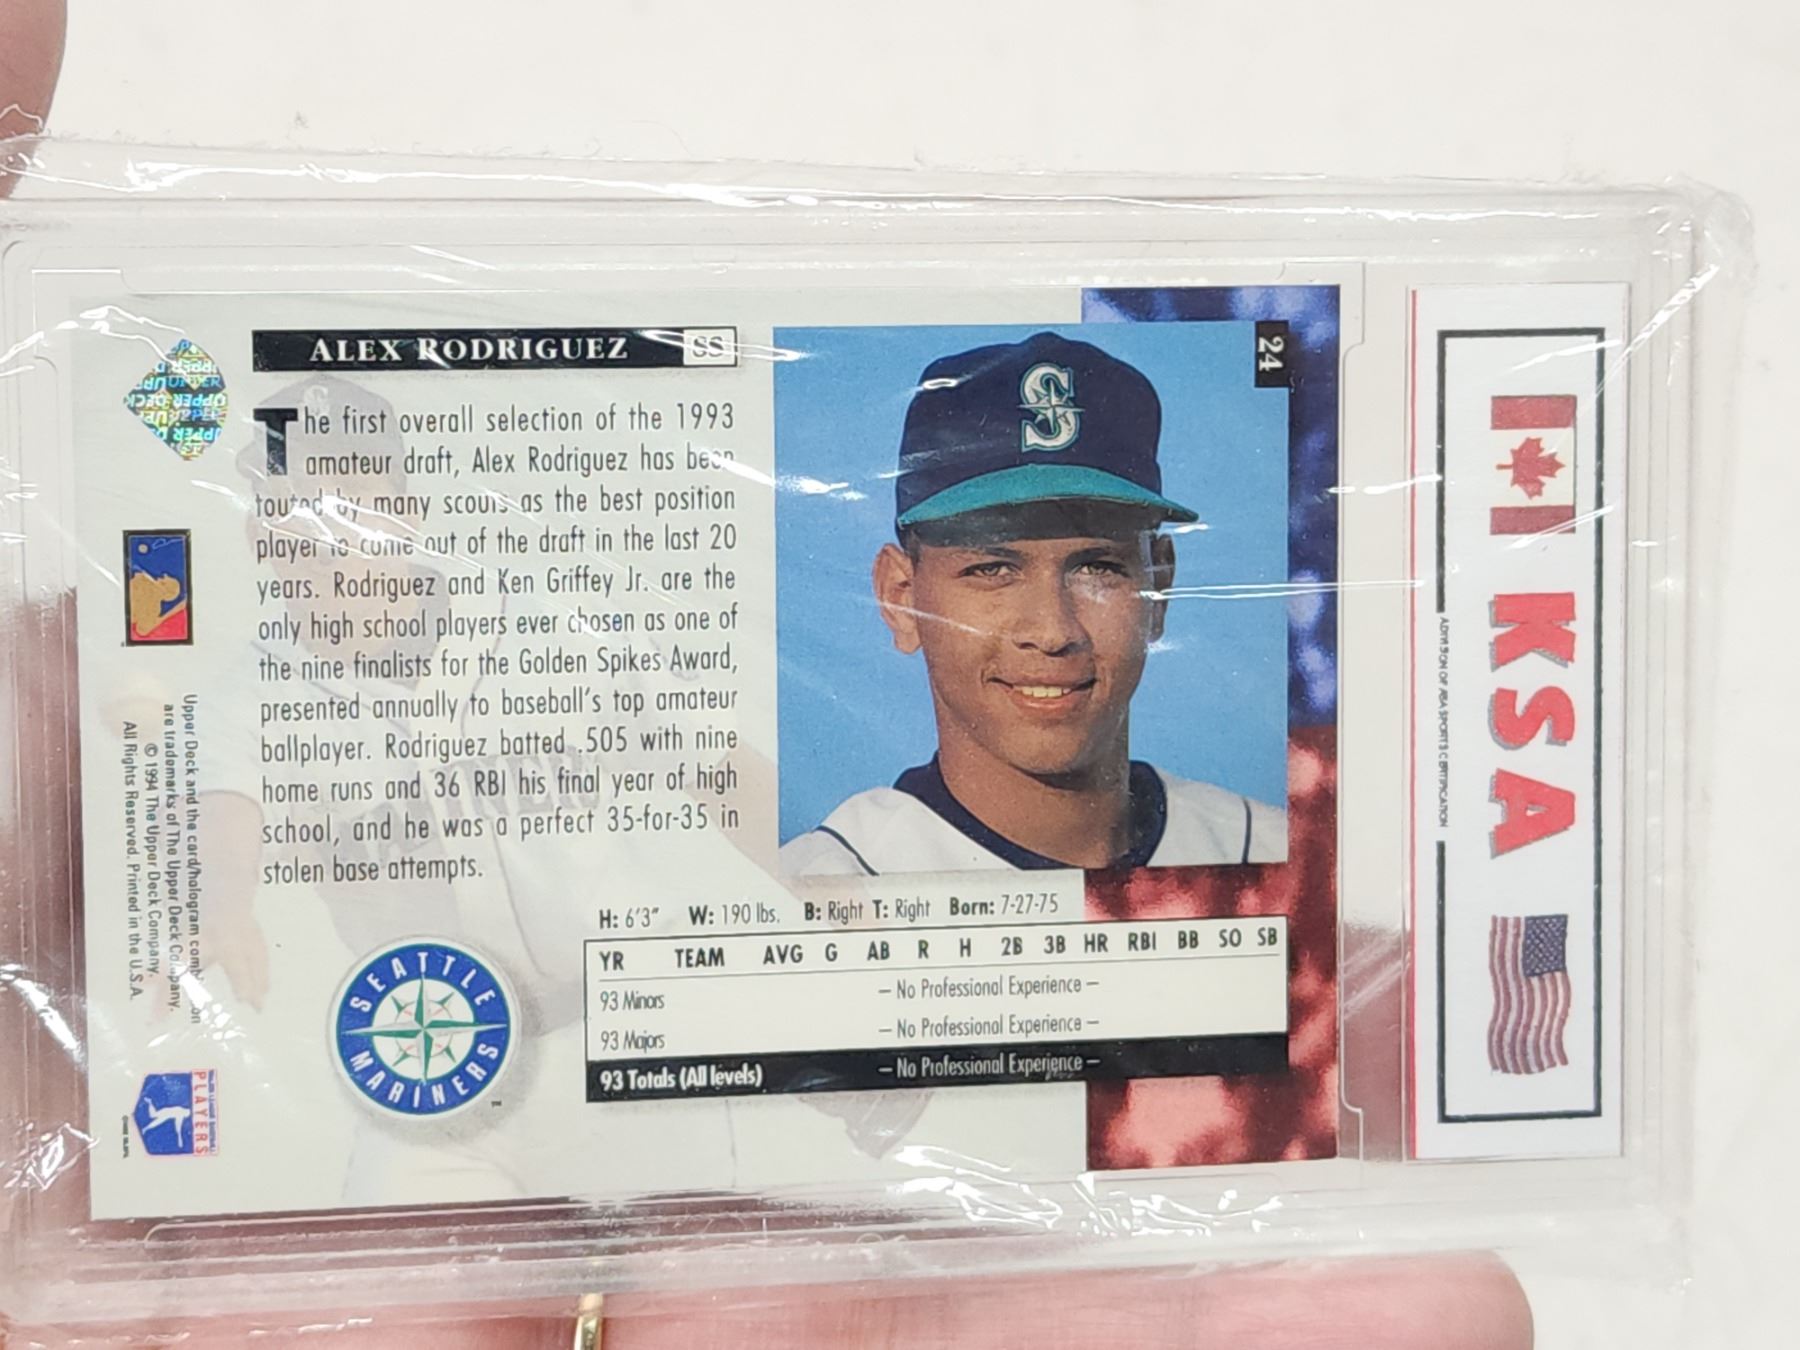 ALEX RODRIGUEZ SS
The first overall selection of the 1993
amateur draft, Alex Rodriguez has been
touted by many scouts as the best position
player to come out of the draft in the last 20
years. Rodriguez and Ken Griffey Jr. are the
only high school players ever chosen as one of
the nine finalists for the Golden Spikes Award,
presented annually to baseball's top amateur
ballplayer. Rodriguez batted .505 with nine
home runs and 36 RBI his final year of high
school, and he was a perfect 35-for-35 in
stolen base attempts.
24
S
H: 6'3" W: 190 lbs. B: Right T: Right Born: 7-27-75
YR TEAM AVG G AB R H 2B 3B HR RBI BB SO SB
93 Minors – No Professional Experience –
93 Majors – No Professional Experience –
93 Totals (All levels) – No Professional Experience –
SEATTLE
MARINERS
™
UPPER DECK
Upper Deck and the card/hologram combination
are trademarks of The Upper Deck Company.
© 1994 The Upper Deck Company.
All Rights Reserved. Printed in the U.S.A.
PLAYERS
KSA
A DIVISION OF KSA SPORTS CERTIFICATION